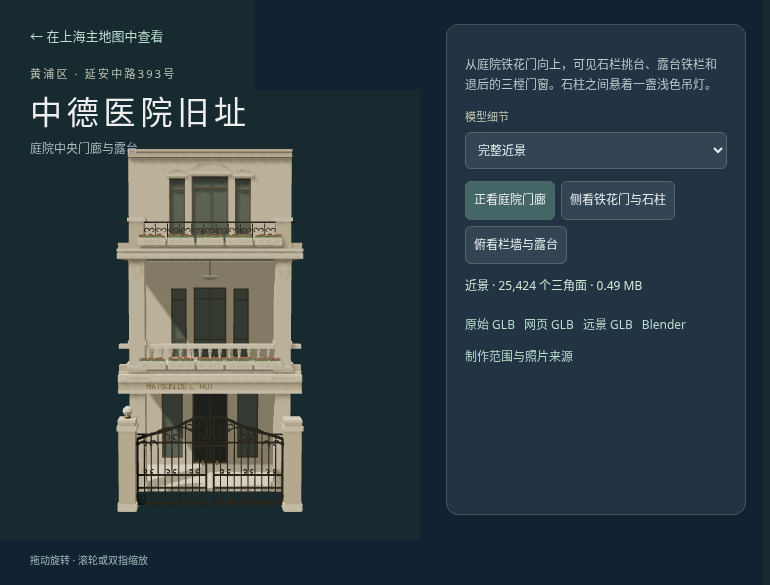 ← 在上海主地图中查看
黄浦区 · 延安中路393号
中德医院旧址
庭院中央门廊与露台
MAISON DE L'HUI
拖动旋转 · 滚轮或双指缩放
从庭院铁花门向上，可见石栏挑台、露台铁栏和
退后的三樘门窗。石柱之间悬着一盏浅色吊灯。
模型细节
完整近景
正看庭院门廊
侧看铁花门与石柱
俯看栏墙与露台
近景 · 25,424 个三角面 · 0.49 MB
原始 GLB 网页 GLB 远景 GLB Blender
制作范围与照片来源